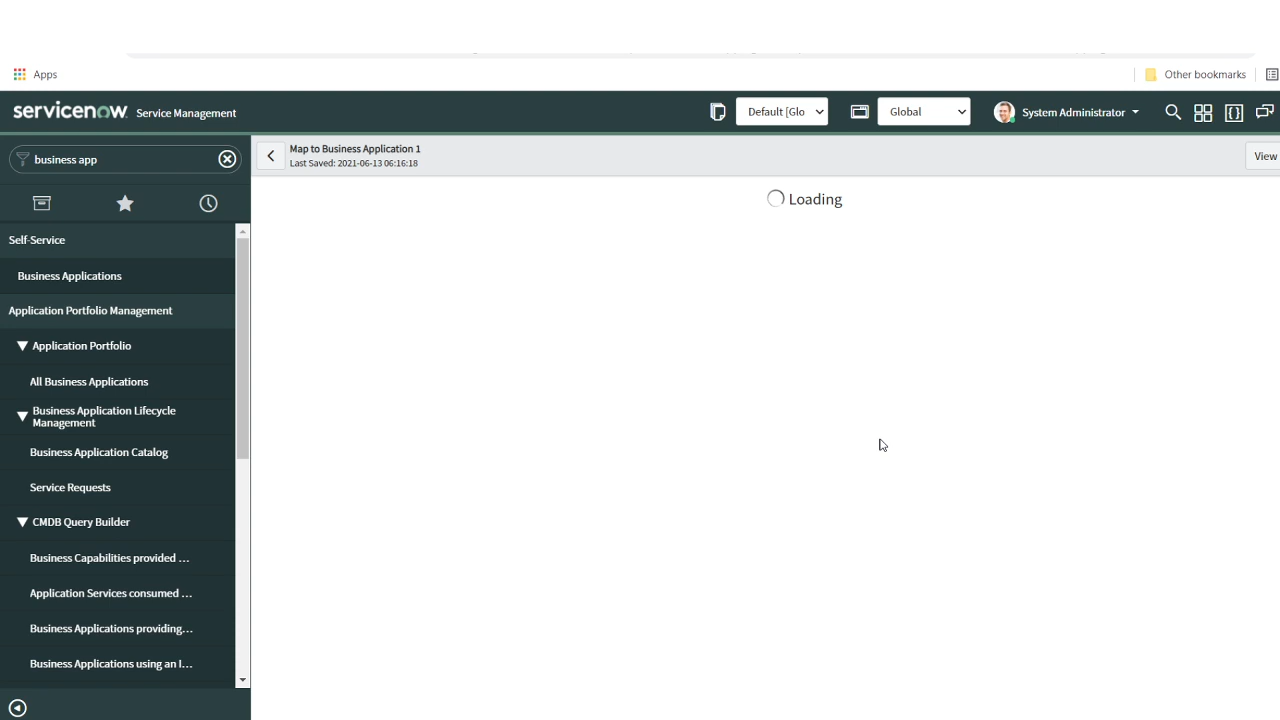 Apps
Other bookmarks
servicenow Service Management
Default [Glo
Global
System Administrator
business app
Map to Business Application 1
Last Saved: 2021-06-13 06:16:18
View
Loading
Self-Service
Business Applications
Application Portfolio Management
Application Portfolio
All Business Applications
Business Application Lifecycle
Management
Business Application Catalog
Service Requests
CMDB Query Builder
Business Capabilities provided ...
Application Services consumed ...
Business Applications providing...
Business Applications using an I...